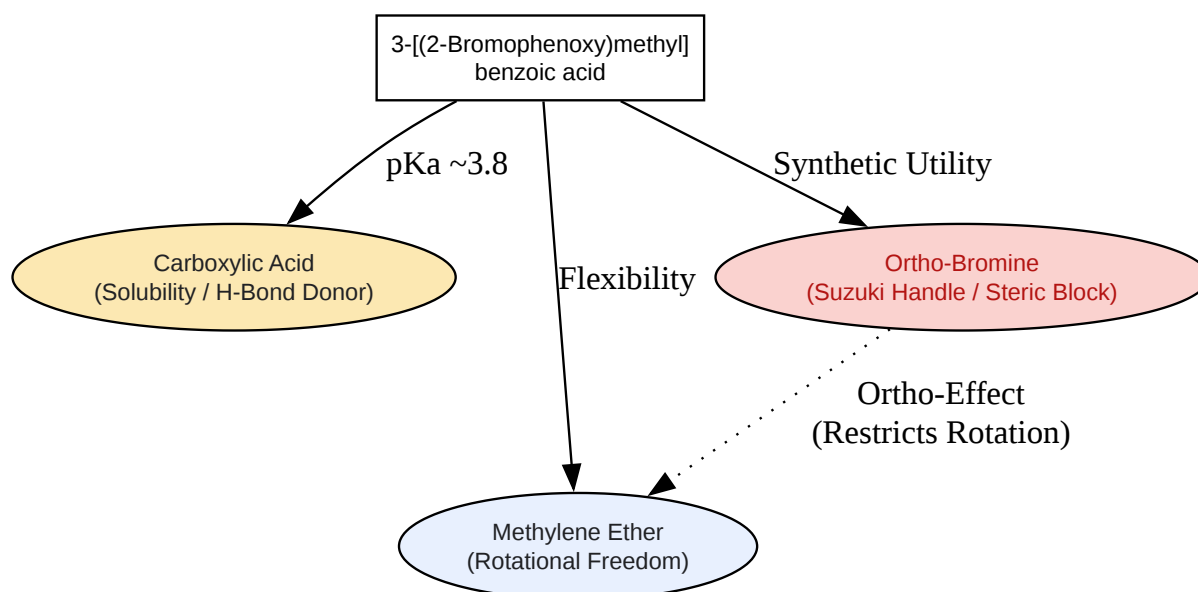 3-[(2-Bromophenoxy)methyl]
benzoic acid
pKa ~3.8
Synthetic Utility
Carboxylic Acid
(Solubility / H-Bond Donor)
Flexibility
Ortho-Bromine
(Suzuki Handle / Steric Block)
Ortho-Effect
(Restricts Rotation)
Methylene Ether
(Rotational Freedom)